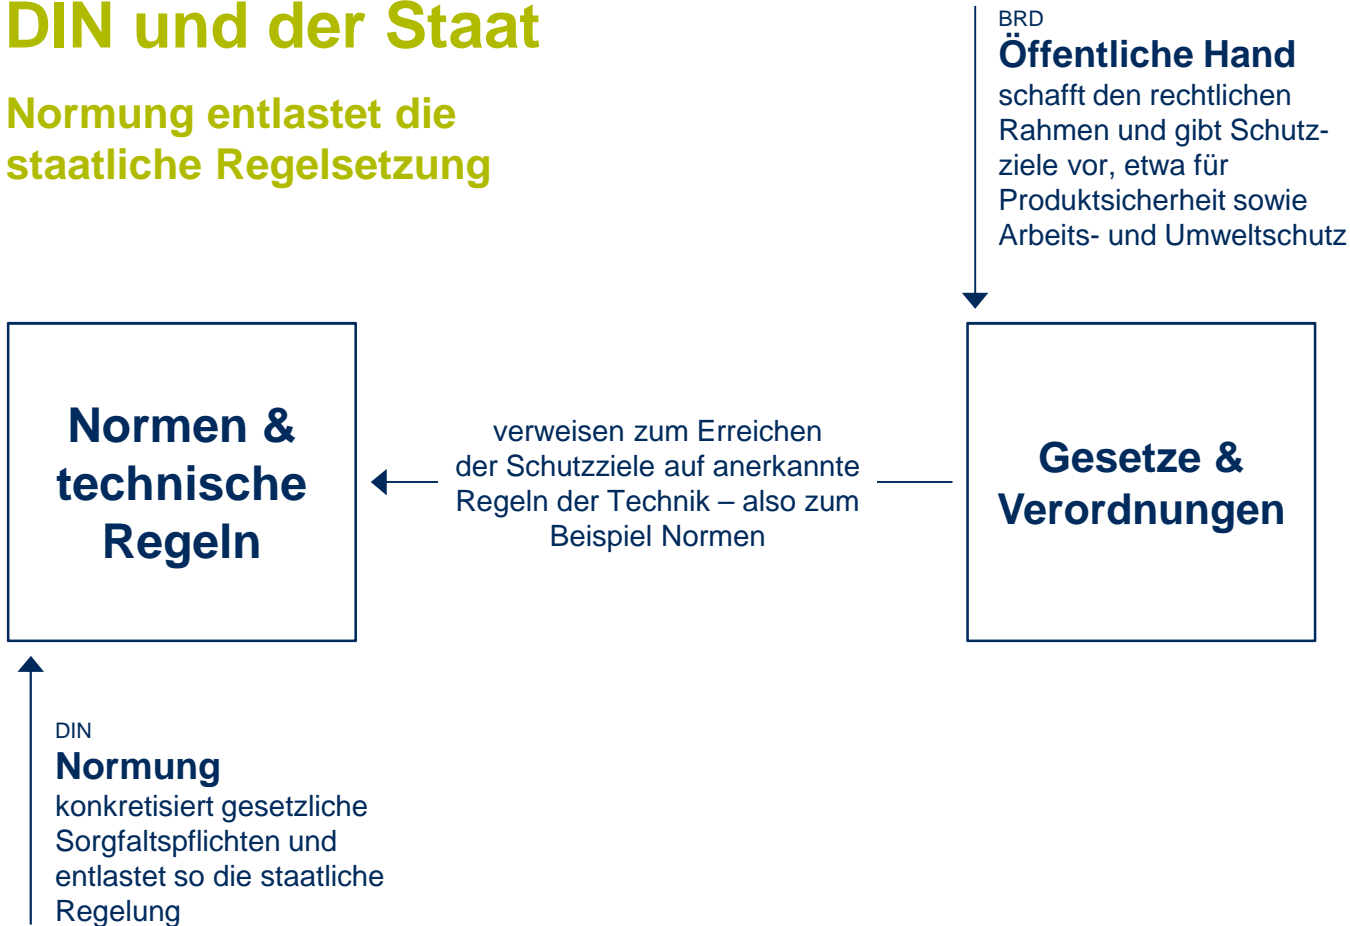 DIN und der Staat
Normung entlastet die
staatliche Regelsetzung
BRD
Öffentliche Hand
schafft den rechtlichen
Rahmen und gibt Schutz-
ziele vor, etwa für
Produktsicherheit sowie
Arbeits- und Umweltschutz
Normen &
technische
Regeln
verweisen zum Erreichen
der Schutzziele auf anerkannte
Regeln der Technik – also zum
Beispiel Normen
Gesetze &
Verordnungen
DIN
Normung
konkretisiert gesetzliche
Sorgfaltspflichten und
entlastet so die staatliche
Regelung